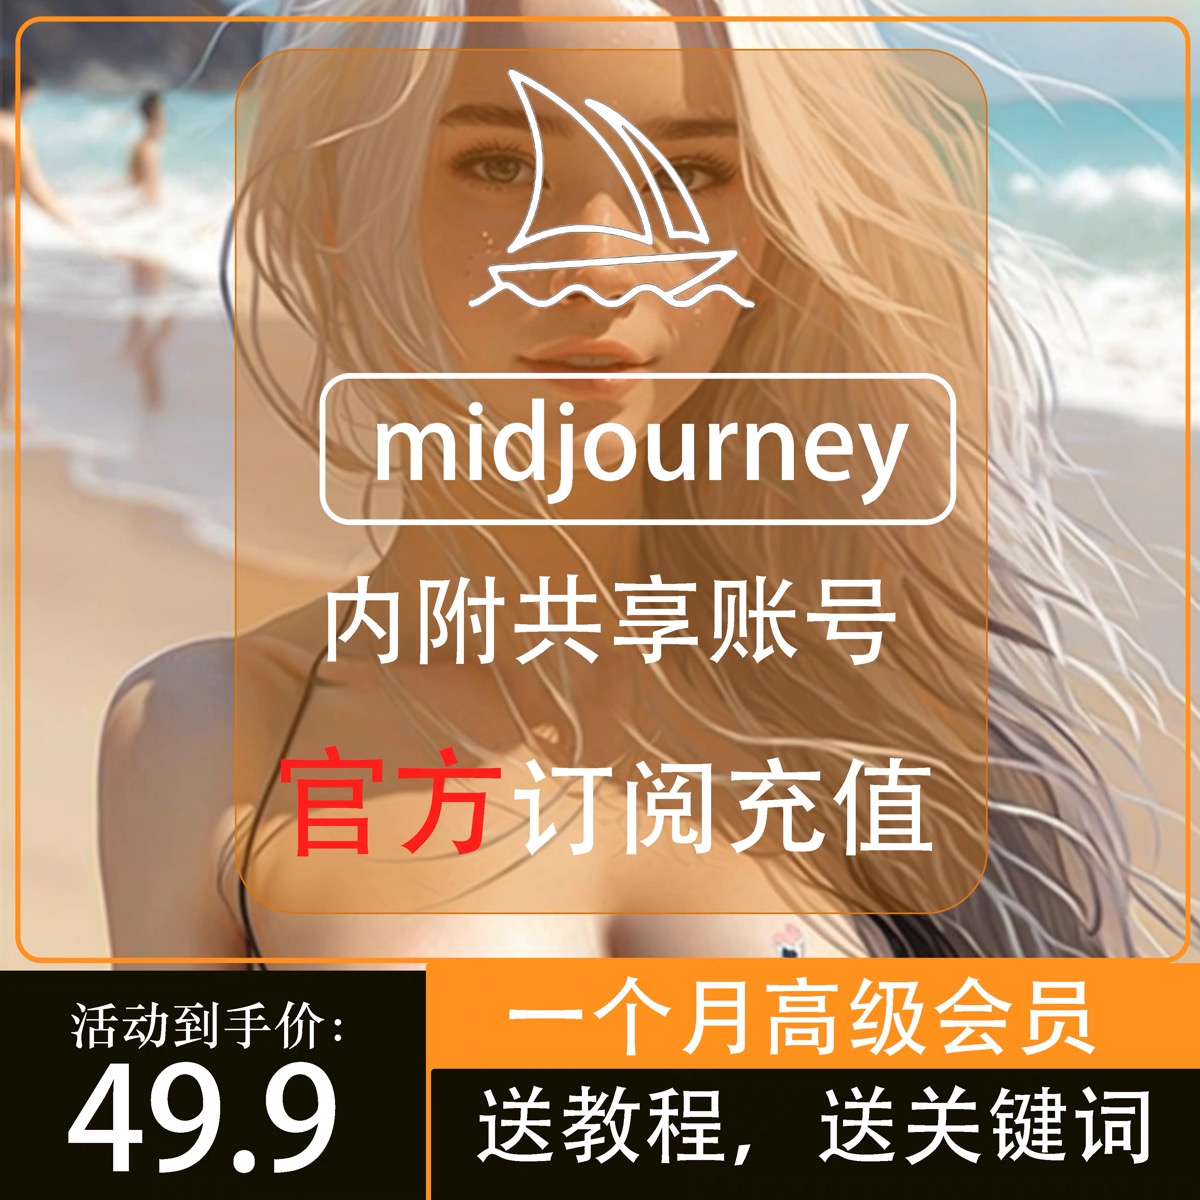 midjourney
内附共享账号
官方订阅充值
活动到手价:
49.9
一个月高级会员
送教程，送关键词